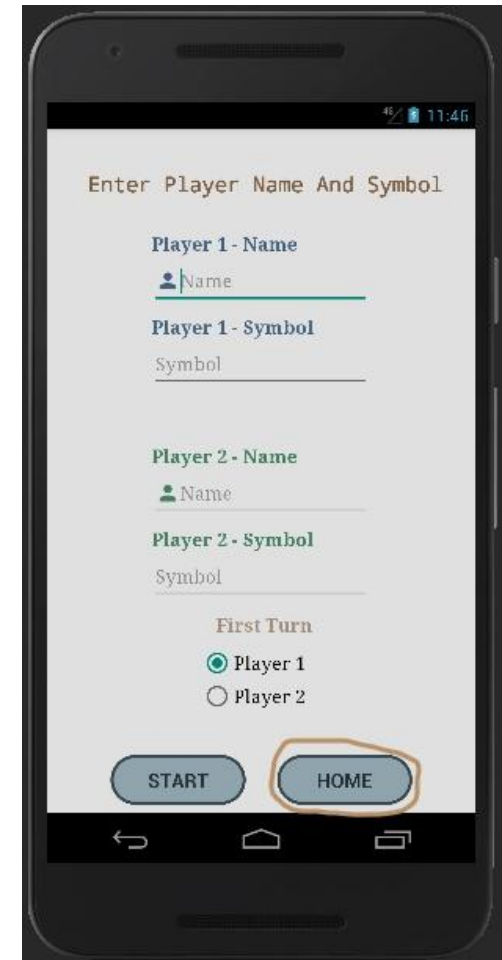 4G 11:46
Enter Player Name And Symbol
Player 1 - Name
Name
Player 1 - Symbol
Symbol
Player 2 - Name
Name
Player 2 - Symbol
Symbol
First Turn
Player 1
Player 2
START HOME